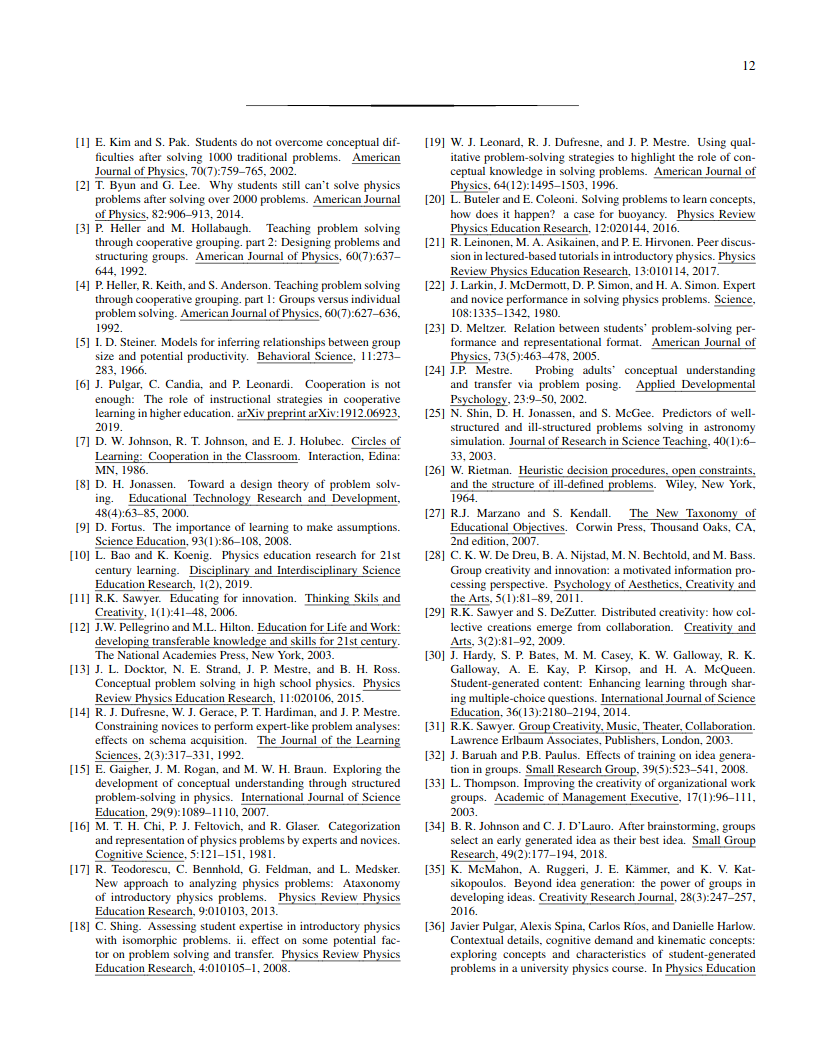 12
[1] E. Kim and S. Pak. Students do not overcome conceptual dif-
ficulties after solving 1000 traditional problems. American
Journal of Physics, 70(7):759–765, 2002.
[2] T. Byun and G. Lee. Why students still can't solve physics
problems after solving over 2000 problems. American Journal
of Physics, 82:906–913, 2014.
[3] P. Heller and M. Hollabaugh. Teaching problem solving
through cooperative grouping. part 2: Designing problems and
structuring groups. American Journal of Physics, 60(7):637–
644, 1992.
[4] P. Heller, R. Keith, and S. Anderson. Teaching problem solving
through cooperative grouping. part 1: Groups versus individual
problem solving. American Journal of Physics, 60(7):627–636,
1992.
[5] I. D. Steiner. Models for inferring relationships between group
size and potential productivity. Behavioral Science, 11:273–
283, 1966.
[6] J. Pulgar, C. Candia, and P. Leonardi. Cooperation is not
enough: The role of instructional strategies in cooperative
learning in higher education. arXiv preprint arXiv:1912.06923,
2019.
[7] D. W. Johnson, R. T. Johnson, and E. J. Holubec. Circles of
Learning: Cooperation in the Classroom. Interaction, Edina:
MN, 1986.
[8] D. H. Jonassen. Toward a design theory of problem solv-
ing. Educational Technology Research and Development,
48(4):63–85, 2000.
[9] D. Fortus. The importance of learning to make assumptions.
Science Education, 93(1):86–108, 2008.
[10] L. Bao and K. Koenig. Physics education research for 21st
century learning. Disciplinary and Interdisciplinary Science
Education Research, 1(2), 2019.
[11] R.K. Sawyer. Educating for innovation. Thinking Skils and
Creativity, 1(1):41–48, 2006.
[12] J.W. Pellegrino and M.L. Hilton. Education for Life and Work:
developing transferable knowledge and skills for 21st century.
The National Academies Press, New York, 2003.
[13] J. L. Docktor, N. E. Strand, J. P. Mestre, and B. H. Ross.
Conceptual problem solving in high school physics. Physics
Review Physics Education Research, 11:020106, 2015.
[14] R. J. Dufresne, W. J. Gerace, P. T. Hardiman, and J. P. Mestre.
Constraining novices to perform expert-like problem analyses:
effects on schema acquisition. The Journal of the Learning
Sciences, 2(3):317–331, 1992.
[15] E. Gaigher, J. M. Rogan, and M. W. H. Braun. Exploring the
development of conceptual understanding through structured
problem-solving in physics. International Journal of Science
Education, 29(9):1089–1110, 2007.
[16] M. T. H. Chi, P. J. Feltovich, and R. Glaser. Categorization
and representation of physics problems by experts and novices.
Cognitive Science, 5:121–151, 1981.
[17] R. Teodorescu, C. Bennhold, G. Feldman, and L. Medsker.
New approach to analyzing physics problems: Ataxonomy
of introductory physics problems. Physics Review Physics
Education Research, 9:010103, 2013.
[18] C. Shing. Assessing student expertise in introductory physics
with isomorphic problems. ii. effect on some potential fac-
tor on problem solving and transfer. Physics Review Physics
Education Research, 4:010105–1, 2008.
[19] W. J. Leonard, R. J. Dufresne, and J. P. Mestre. Using qual-
itative problem-solving strategies to highlight the role of con-
ceptual knowledge in solving problems. American Journal of
Physics, 64(12):1495–1503, 1996.
[20] L. Buteler and E. Coleoni. Solving problems to learn concepts,
how does it happen? a case for buoyancy. Physics Review
Physics Education Research, 12:020144, 2016.
[21] R. Leinonen, M. A. Asikainen, and P. E. Hirvonen. Peer discus-
sion in lectured-based tutorials in introductory physics. Physics
Review Physics Education Research, 13:010114, 2017.
[22] J. Larkin, J. McDermott, D. P. Simon, and H. A. Simon. Expert
and novice performance in solving physics problems. Science,
108:1335–1342, 1980.
[23] D. Meltzer. Relation between students' problem-solving per-
formance and representational format. American Journal of
Physics, 73(5):463–478, 2005.
[24] J.P. Mestre. Probing adults' conceptual understanding
and transfer via problem posing. Applied Developmental
Psychology, 23:9–50, 2002.
[25] N. Shin, D. H. Jonassen, and S. McGee. Predictors of well-
structured and ill-structured problems solving in astronomy
simulation. Journal of Research in Science Teaching, 40(1):6–
33, 2003.
[26] W. Rietman. Heuristic decision procedures, open constraints,
and the structure of ill-defined problems. Wiley, New York,
1964.
[27] R.J. Marzano and S. Kendall. The New Taxonomy of
Educational Objectives. Corwin Press, Thousand Oaks, CA,
2nd edition, 2007.
[28] C. K. W. De Dreu, B. A. Nijstad, M. N. Bechtold, and M. Bass.
Group creativity and innovation: a motivated information pro-
cessing perspective. Psychology of Aesthetics, Creativity and
the Arts, 5(1):81–89, 2011.
[29] R.K. Sawyer and S. DeZutter. Distributed creativity: how col-
lective creations emerge from collaboration. Creativity and
Arts, 3(2):81–92, 2009.
[30] J. Hardy, S. P. Bates, M. M. Casey, K. W. Galloway, R. K.
Galloway, A. E. Kay, P. Kirsop, and H. A. McQueen.
Student-generated content: Enhancing learning through shar-
ing multiple-choice questions. International Journal of Science
Education, 36(13):2180–2194, 2014.
[31] R.K. Sawyer. Group Creativity, Music, Theater, Collaboration.
Lawrence Erlbaum Associates, Publishers, London, 2003.
[32] J. Baruah and P.B. Paulus. Effects of training on idea genera-
tion in groups. Small Research Group, 39(5):523–541, 2008.
[33] L. Thompson. Improving the creativity of organizational work
groups. Academic of Management Executive, 17(1):96–111,
2003.
[34] B. R. Johnson and C. J. D'Lauro. After brainstorming, groups
select an early generated idea as their best idea. Small Group
Research, 49(2):177–194, 2018.
[35] K. McMahon, A. Ruggeri, J. E. Kämmer, and K. V. Kat-
sikopoulos. Beyond idea generation: the power of groups in
developing ideas. Creativity Research Journal, 28(3):247–257,
2016.
[36] Javier Pulgar, Alexis Spina, Carlos Ríos, and Danielle Harlow.
Contextual details, cognitive demand and kinematic concepts:
exploring concepts and characteristics of student-generated
problems in a university physics course. In Physics Education